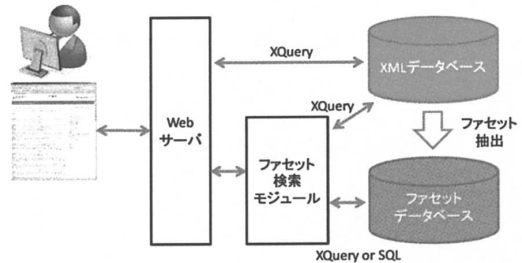 XQuery
XMLデータベース
XQuery
Web
サーバ
ファセット
抽出
ファセット
検索
モジュール
ファセット
データベース
XQuery or SQL